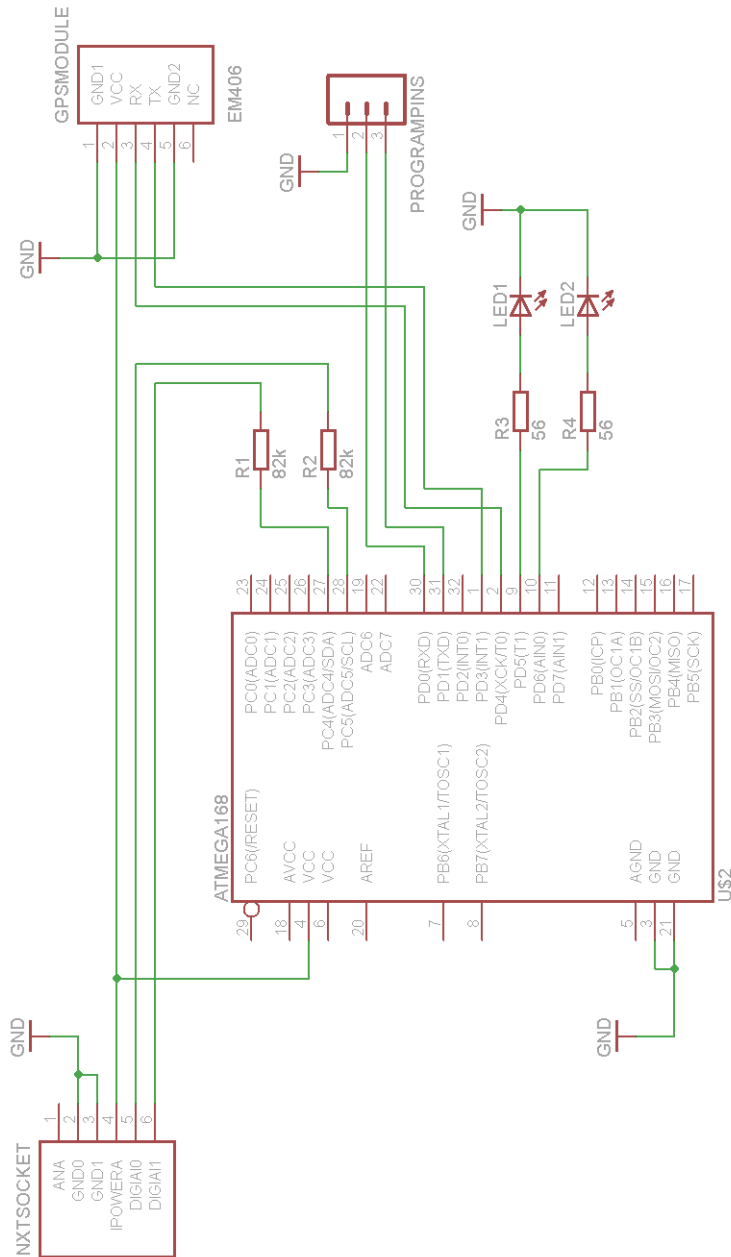 GPSMODULE
GND1
VCC
RX
TX
GND2
NC
1
2
3
4
5
6
EM406
GND
PROGRAMPINS
1
2
3
GND
GND
LED1
LED2
R3
56
R4
56
R1
82k
R2
82k
ATMEGA168
U$2
PC0(ADC0)
PC1(ADC1)
PC2(ADC2)
PC3(ADC3)
PC4(ADC4/SDA)
PC5(ADC5/SCL)
ADC6
ADC7
PD0(RXD)
PD1(TXD)
PD2(INT0)
PD3(INT1)
PD4(XCK/T0)
PD5(T1)
PD6(AIN0)
PD7(AIN1)
PB0(ICP)
PB1(OC1A)
PB2(SS/OC1B)
PB3(MOSI/OC2)
PB4(MISO)
PB5(SCK)
23
24
25
26
27
28
19
22
30
31
32
1
2
9
10
11
12
13
14
15
16
17
PC6(/RESET)
AVCC
VCC
VCC
AREF
PB6(XTAL1/TOSC1)
PB7(XTAL2/TOSC2)
AGND
GND
GND
29
18
4
6
20
7
8
5
3
21
GND
GND
NXTSOCKET
ANA
GND0
GND1
IPOWERA
DIGIAI0
DIGIAI1
1
2
3
4
5
6